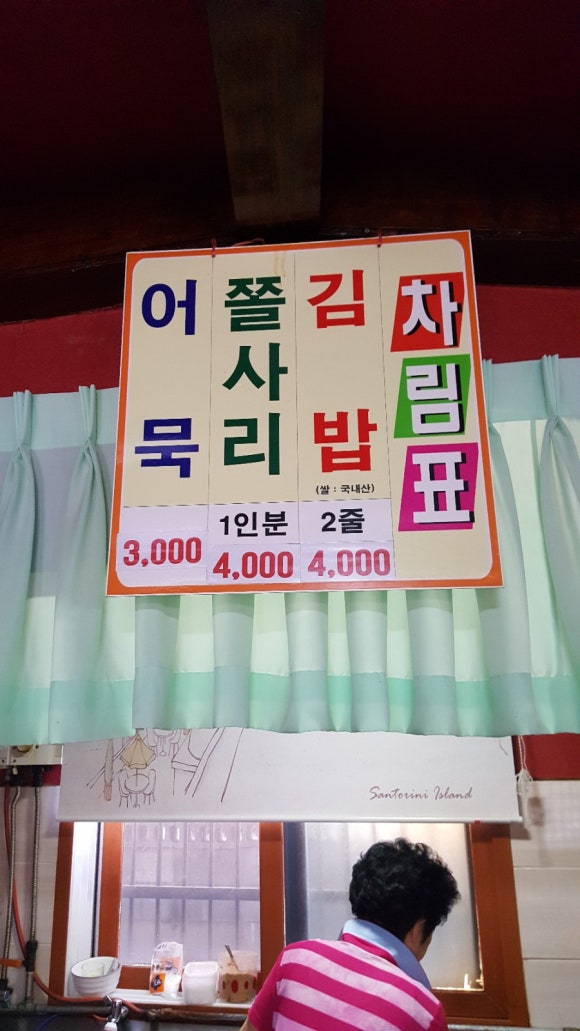 차림표
김밥
(쌀 : 국내산)
2줄
4,000
쫄사리
1인분
4,000
어묵
3,000
Santorini Island